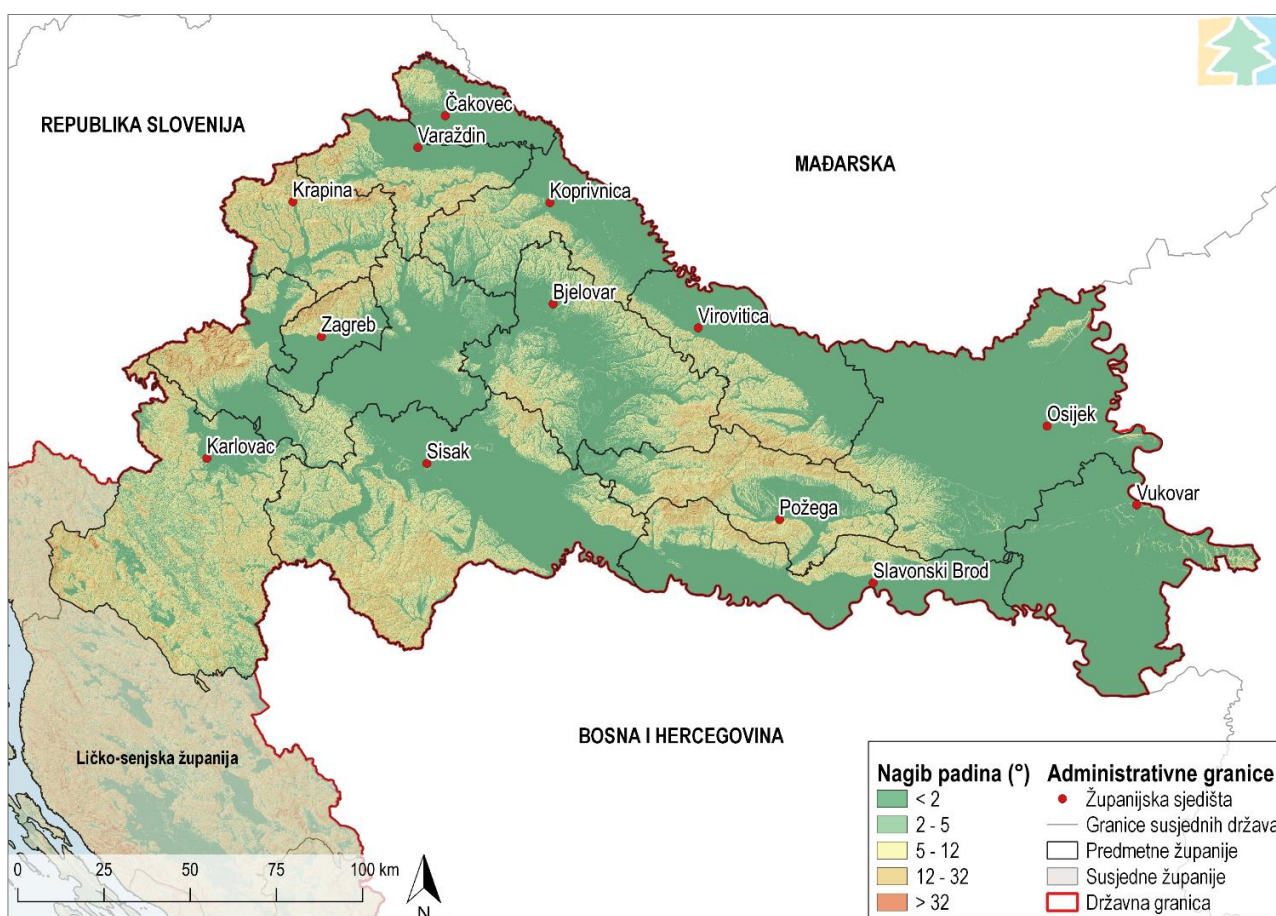 REPUBLIKA SLOVENIJA
MAĐARSKA
Čakovec
Varaždin
Krapina
Koprivnica
Bjelovar
Virovitica
Zagreb
Osijek
Karlovac
Sisak
Vukovar
Požega
Slavonski Brod
BOSNA I HERCEGOVINA
Ličko-senjska županija
Nagib padina (°)
< 2
2 - 5
5 - 12
12 - 32
> 32
Administrativne granice
Županijska sjedišta
Granice susjednih država
Predmetne županije
Susjedne županije
Državna granica
0 25 50 100 km
N